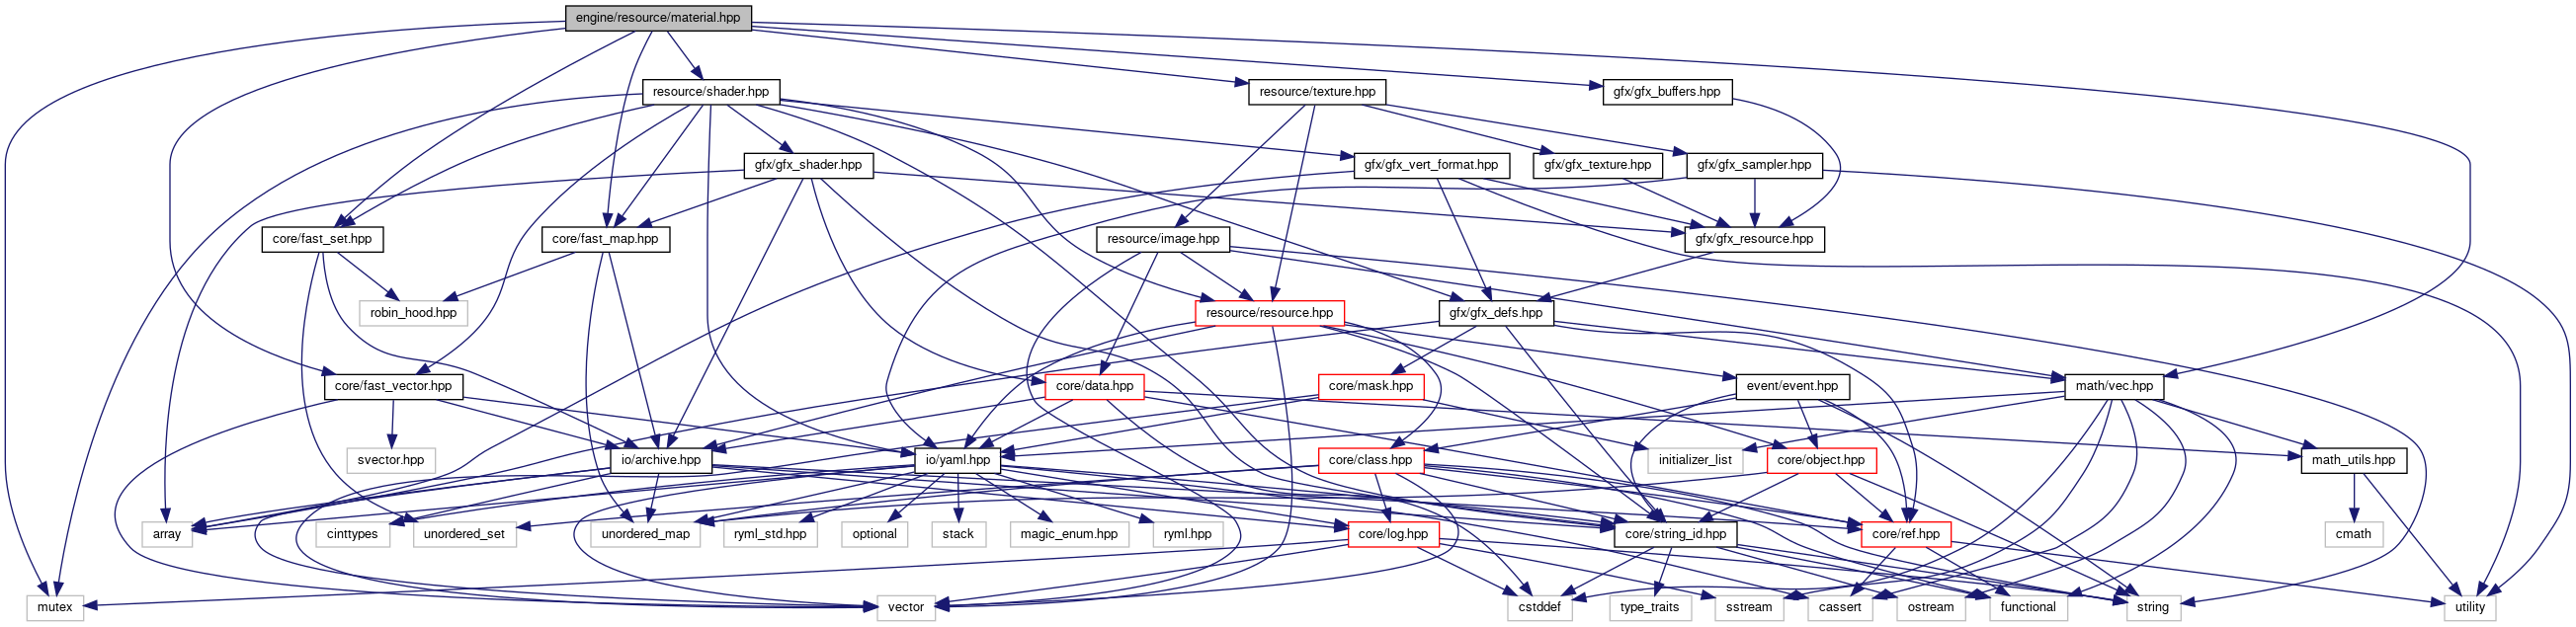 engine/resource/material.hpp
resource/shader.hpp
resource/texture.hpp
gfx/gfx_buffers.hpp
gfx/gfx_shader.hpp
gfx/gfx_vert_format.hpp
gfx/gfx_texture.hpp
gfx/gfx_sampler.hpp
core/fast_set.hpp
core/fast_map.hpp
resource/image.hpp
gfx/gfx_resource.hpp
robin_hood.hpp
resource/resource.hpp
gfx/gfx_defs.hpp
core/fast_vector.hpp
core/data.hpp
core/mask.hpp
event/event.hpp
math/vec.hpp
svector.hpp
io/archive.hpp
io/yaml.hpp
core/class.hpp
initializer_list
core/object.hpp
math_utils.hpp
array
cinttypes
unordered_set
unordered_map
ryml_std.hpp
optional
stack
magic_enum.hpp
ryml.hpp
core/log.hpp
core/string_id.hpp
core/ref.hpp
cmath
mutex
vector
cstddef
type_traits
sstream
cassert
ostream
functional
string
utility